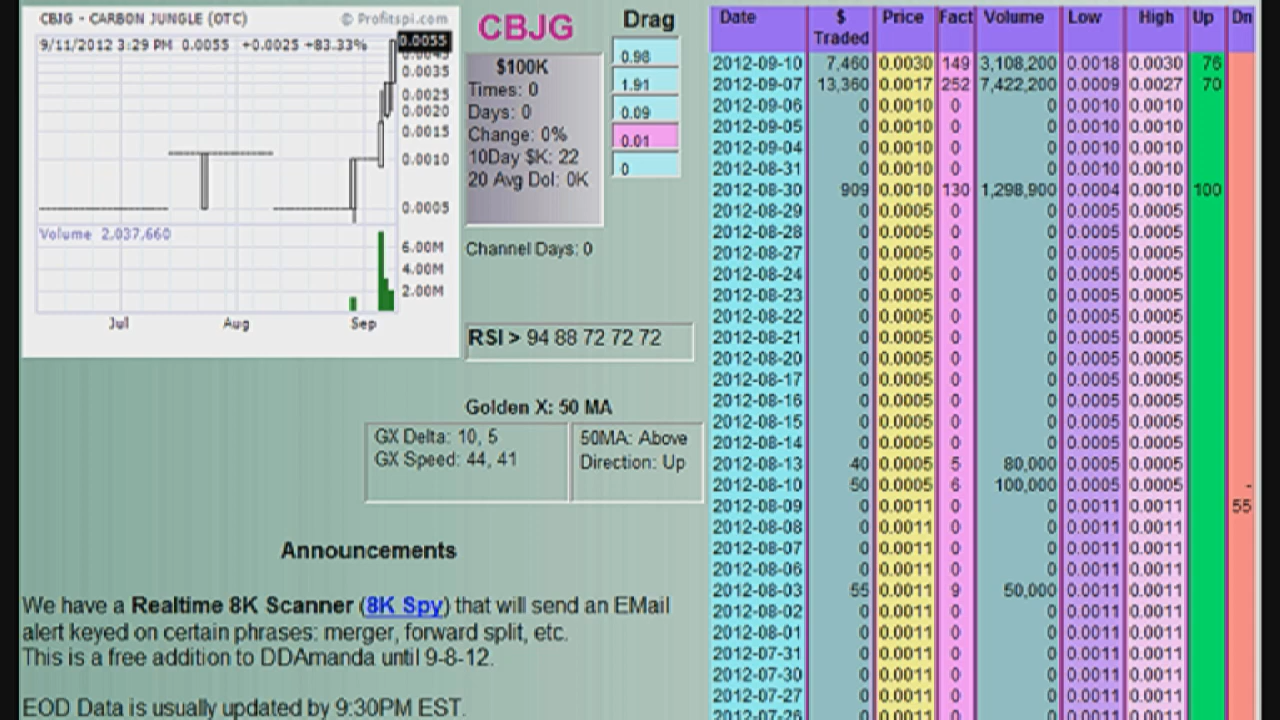 CBJG - CARBON JUNGLE (OTC) © Profitspi.com
9/11/2012 3:29 PM 0.0055 +0.0025 +83.33%
0.0055
0.0045
0.0035
0.0025
0.0020
0.0015
0.0010
0.0005
Volume 2,037,660
6.00M
4.00M
2.00M
Jul Aug Sep
CBJG
$100K
Times: 0
Days: 0
Change: 0%
10Day $K: 22
20 Avg Dol: 0K
Channel Days: 0
Drag
0.98
1.91
0.09
0.01
0
RSI > 94 88 72 72 72
Golden X: 50 MA
GX Delta: 10, 5
GX Speed: 44, 41
50MA: Above
Direction: Up
Announcements
We have a Realtime 8K Scanner (8K Spy) that will send an EMail
alert keyed on certain phrases: merger, forward split, etc.
This is a free addition to DDAmanda until 9-8-12.
EOD Data is usually updated by 9:30PM EST.
Date $ Traded Price Fact Volume Low High Up Dn
2012-09-10 7,460 0.0030 149 3,108,200 0.0018 0.0030 76
2012-09-07 13,360 0.0017 252 7,422,200 0.0009 0.0027 70
2012-09-06 0 0.0010 0 0 0.0010 0.0010
2012-09-05 0 0.0010 0 0 0.0010 0.0010
2012-09-04 0 0.0010 0 0 0.0010 0.0010
2012-08-31 0 0.0010 0 0 0.0010 0.0010
2012-08-30 909 0.0010 130 1,298,900 0.0004 0.0010 100
2012-08-29 0 0.0005 0 0 0.0005 0.0005
2012-08-28 0 0.0005 0 0 0.0005 0.0005
2012-08-27 0 0.0005 0 0 0.0005 0.0005
2012-08-24 0 0.0005 0 0 0.0005 0.0005
2012-08-23 0 0.0005 0 0 0.0005 0.0005
2012-08-22 0 0.0005 0 0 0.0005 0.0005
2012-08-21 0 0.0005 0 0 0.0005 0.0005
2012-08-20 0 0.0005 0 0 0.0005 0.0005
2012-08-17 0 0.0005 0 0 0.0005 0.0005
2012-08-16 0 0.0005 0 0 0.0005 0.0005
2012-08-15 0 0.0005 0 0 0.0005 0.0005
2012-08-14 0 0.0005 0 0 0.0005 0.0005
2012-08-13 40 0.0005 5 80,000 0.0005 0.0005
2012-08-10 50 0.0005 6 100,000 0.0005 0.0005 -
2012-08-09 0 0.0011 0 0 0.0011 0.0011 55
2012-08-08 0 0.0011 0 0 0.0011 0.0011
2012-08-07 0 0.0011 0 0 0.0011 0.0011
2012-08-06 0 0.0011 0 0 0.0011 0.0011
2012-08-03 55 0.0011 9 50,000 0.0011 0.0011
2012-08-02 0 0.0011 0 0 0.0011 0.0011
2012-08-01 0 0.0011 0 0 0.0011 0.0011
2012-07-31 0 0.0011 0 0 0.0011 0.0011
2012-07-30 0 0.0011 0 0 0.0011 0.0011
2012-07-27 0 0.0011 0 0 0.0011 0.0011
2012-07-26 0 0.0011 0 0 0.0011 0.0011